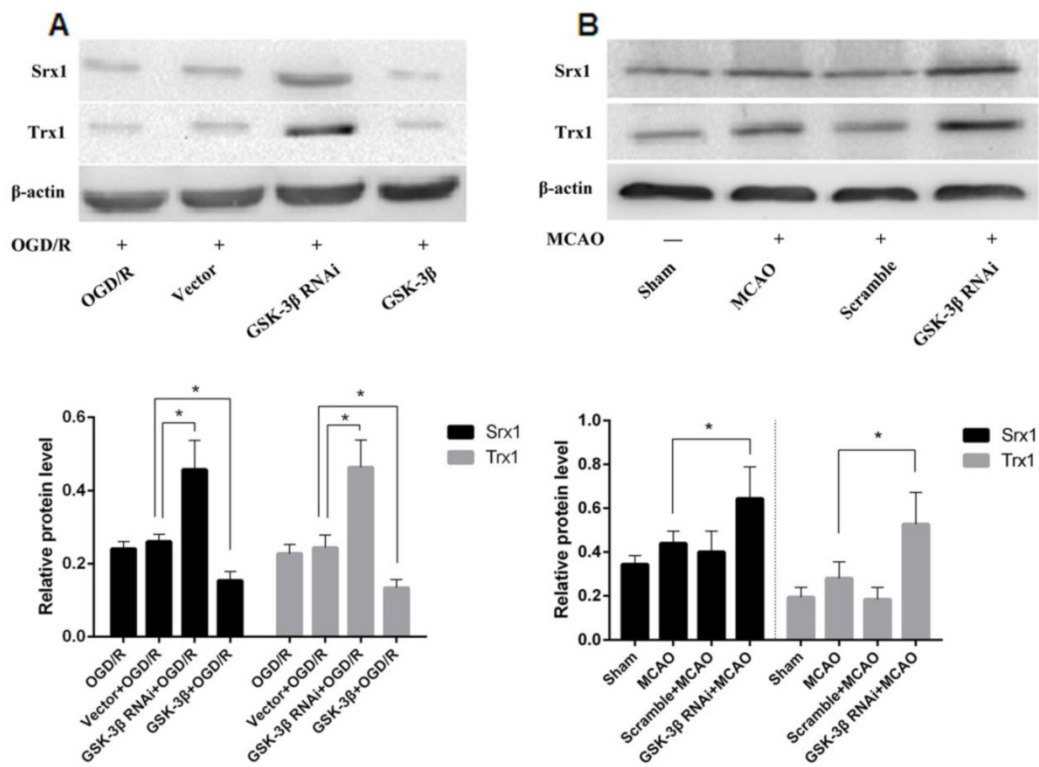 A
Srx1
Trx1
β-actin
OGD/R + + + +
OGD/R Vector GSK-3β RNAi GSK-3β
B
Srx1
Trx1
β-actin
MCAO — + + +
Sham MCAO Scramble GSK-3β RNAi
Relative protein level
0.6
0.4
0.2
0.0
* * * *
Srx1
Trx1
OGD/R Vector+OGD/R GSK-3β RNAi+OGD/R GSK-3β+OGD/R OGD/R Vector+OGD/R GSK-3β RNAi+OGD/R GSK-3β+OGD/R
Relative protein level
1.0
0.8
0.6
0.4
0.2
0.0
* *
Srx1
Trx1
Sham MCAO Scramble+MCAO GSK-3β RNAi+MCAO Sham MCAO Scramble+MCAO GSK-3β RNAi+MCAO